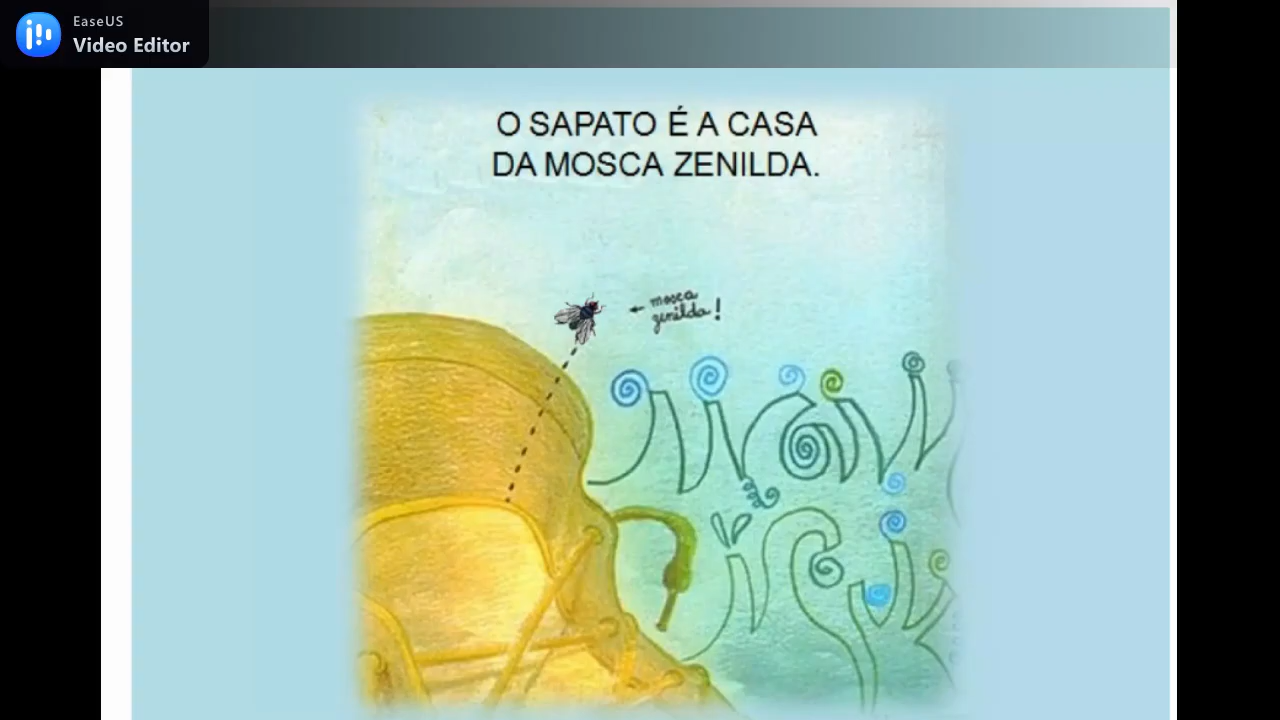 EaseUS
Video Editor
O SAPATO É A CASA
DA MOSCA ZENILDA.
mosca
zenilda!